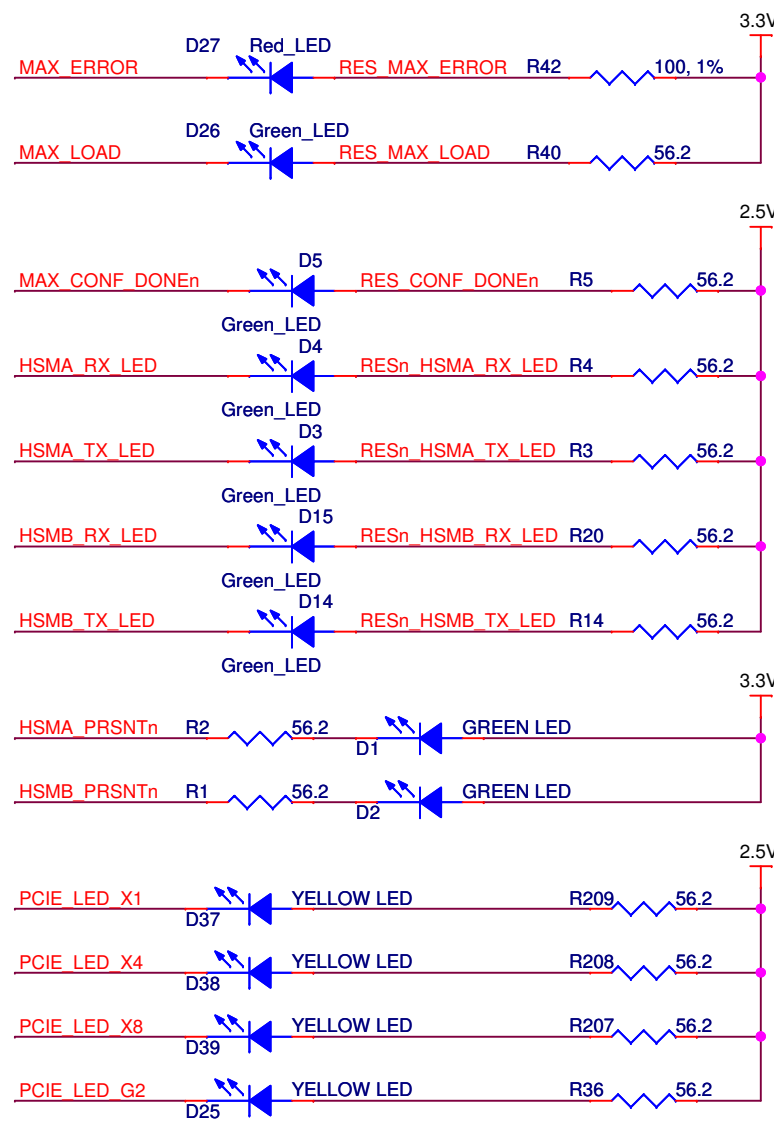 3.3V
D27 Red_LED
MAX_ERROR RES_MAX_ERROR R42 100, 1%
D26 Green_LED
MAX_LOAD RES_MAX_LOAD R40 56.2
2.5V
D5
MAX_CONF_DONEn RES_CONF_DONEn R5 56.2
Green_LED
D4
HSMA_RX_LED RESn_HSMA_RX_LED R4 56.2
Green_LED
D3
HSMA_TX_LED RESn_HSMA_TX_LED R3 56.2
Green_LED
D15
HSMB_RX_LED RESn_HSMB_RX_LED R20 56.2
Green_LED
D14
HSMB_TX_LED RESn_HSMB_TX_LED R14 56.2
Green_LED
3.3V
HSMA_PRSNTn R2 56.2 GREEN LED
D1
HSMB_PRSNTn R1 56.2 GREEN LED
D2
2.5V
PCIE_LED_X1 YELLOW LED R209 56.2
D37
PCIE_LED_X4 YELLOW LED R208 56.2
D38
PCIE_LED_X8 YELLOW LED R207 56.2
D39
PCIE_LED_G2 YELLOW LED R36 56.2
D25